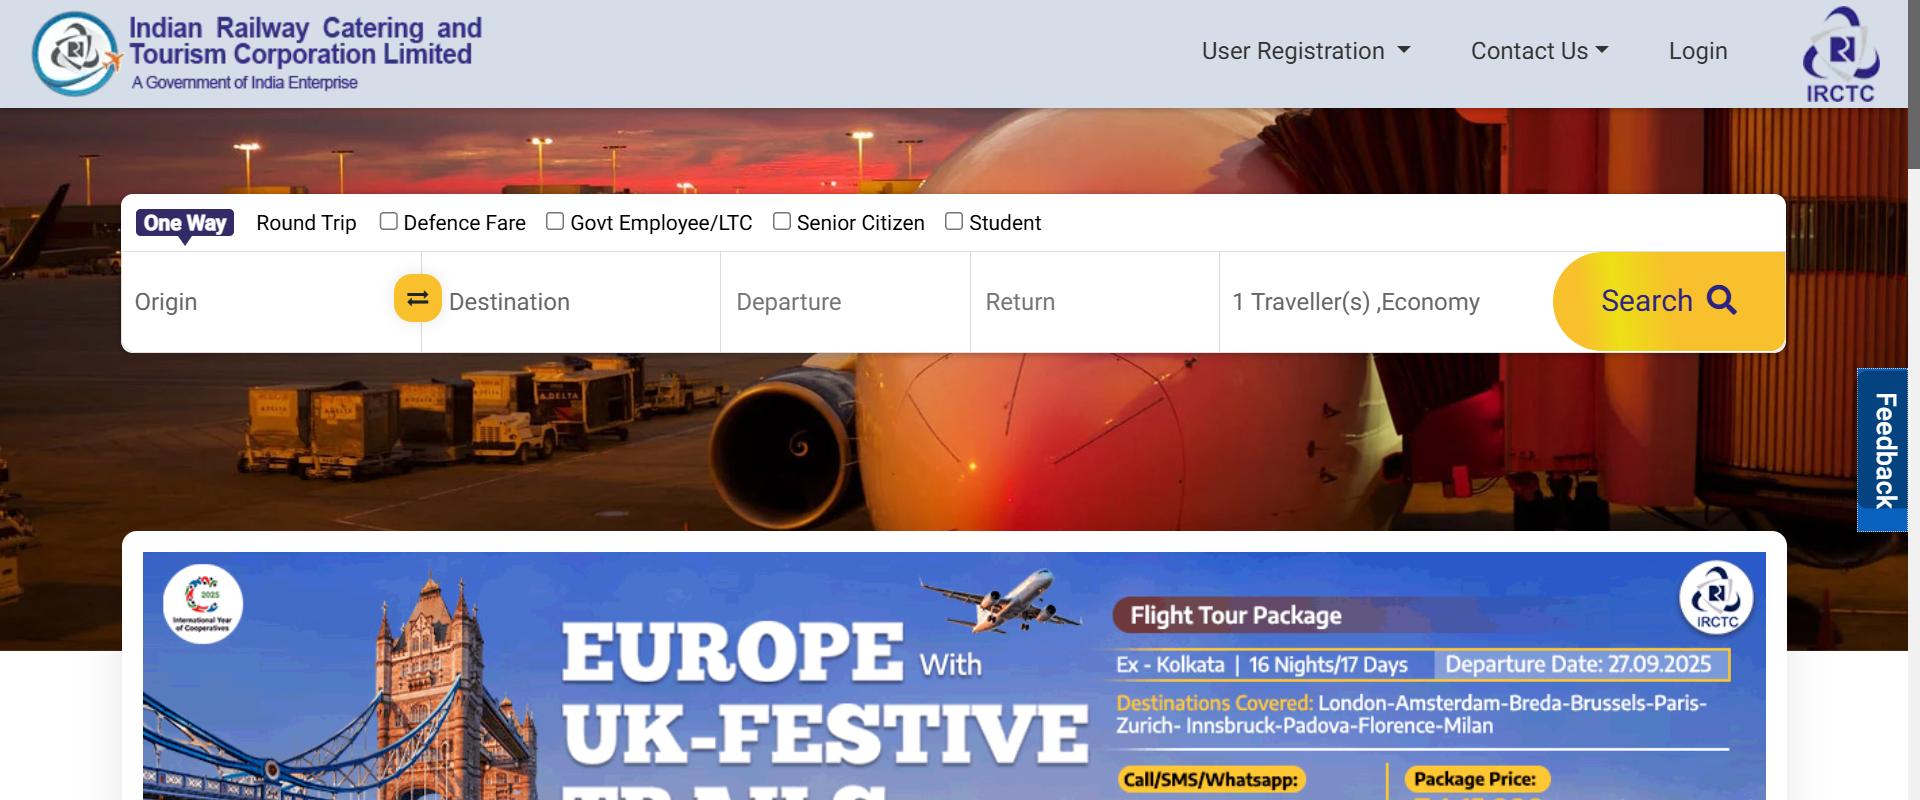 Indian Railway Catering and
Tourism Corporation Limited
A Government of India Enterprise
User Registration
Contact Us
Login
IRCTC
One Way
Round Trip
Defence Fare
Govt Employee/LTC
Senior Citizen
Student
Origin
Destination
Departure
Return
1 Traveller(s) ,Economy
Search
Feedback
DELTA
2025
International Year
of Cooperatives
EUROPE With
UK-FESTIVE
TRAILS
Flight Tour Package
IRCTC
Ex - Kolkata | 16 Nights/17 Days
Departure Date: 27.09.2025
Destinations Covered: London-Amsterdam-Breda-Brussels-Paris-
Zurich- Innsbruck-Padova-Florence-Milan
Call/SMS/Whatsapp:
Package Price: